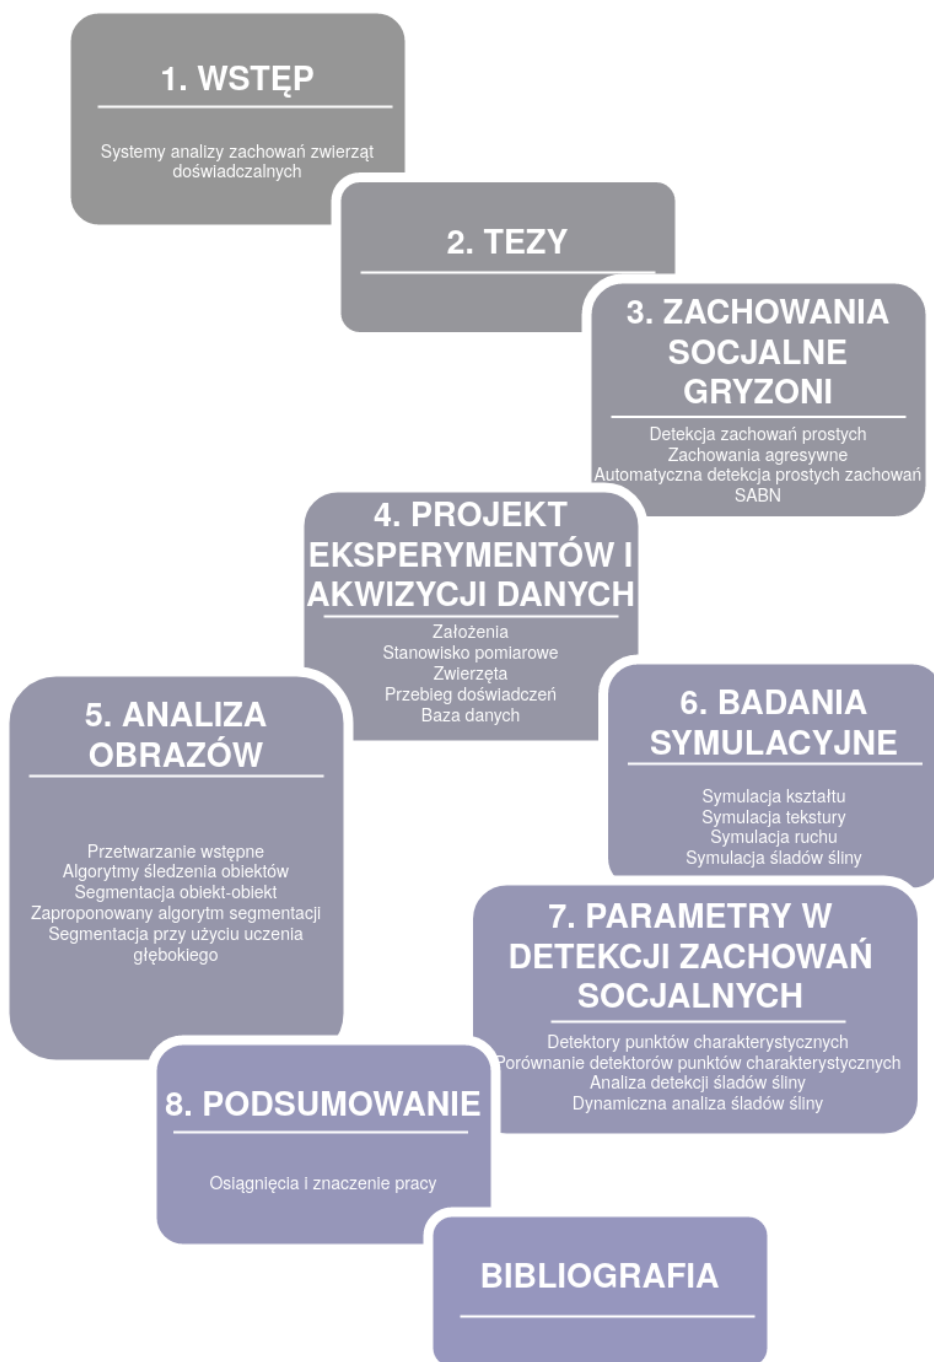 1. WSTĘP
Systemy analizy zachowań zwierząt
doświadczalnych
2. TEZY
3. ZACHOWANIA
SOCJALNE
GRYZONI
Detekcja zachowań prostych
Zachowania agresywne
Automatyczna detekcja prostych zachowań
SABN
4. PROJEKT
EKSPERYMENTÓW I
AKWIZYCJI DANYCH
Założenia
Stanowisko pomiarowe
Zwierzęta
Przebieg doświadczeń
Baza danych
5. ANALIZA
OBRAZÓW
Przetwarzanie wstępne
Algorytmy śledzenia obiektów
Segmentacja obiekt-obiekt
Zaproponowany algorytm segmentacji
Segmentacja przy użyciu uczenia
głębokiego
6. BADANIA
SYMULACYJNE
Symulacja kształtu
Symulacja tekstury
Symulacja ruchu
Symulacja śladów śliny
7. PARAMETRY W
DETEKCJI ZACHOWAŃ
SOCJALNYCH
Detektory punktów charakterystycznych
Porównanie detektorów punktów charakterystycznych
Analiza detekcji śladów śliny
Dynamiczna analiza śladów śliny
8. PODSUMOWANIE
Osiągnięcia i znaczenie pracy
BIBLIOGRAFIA